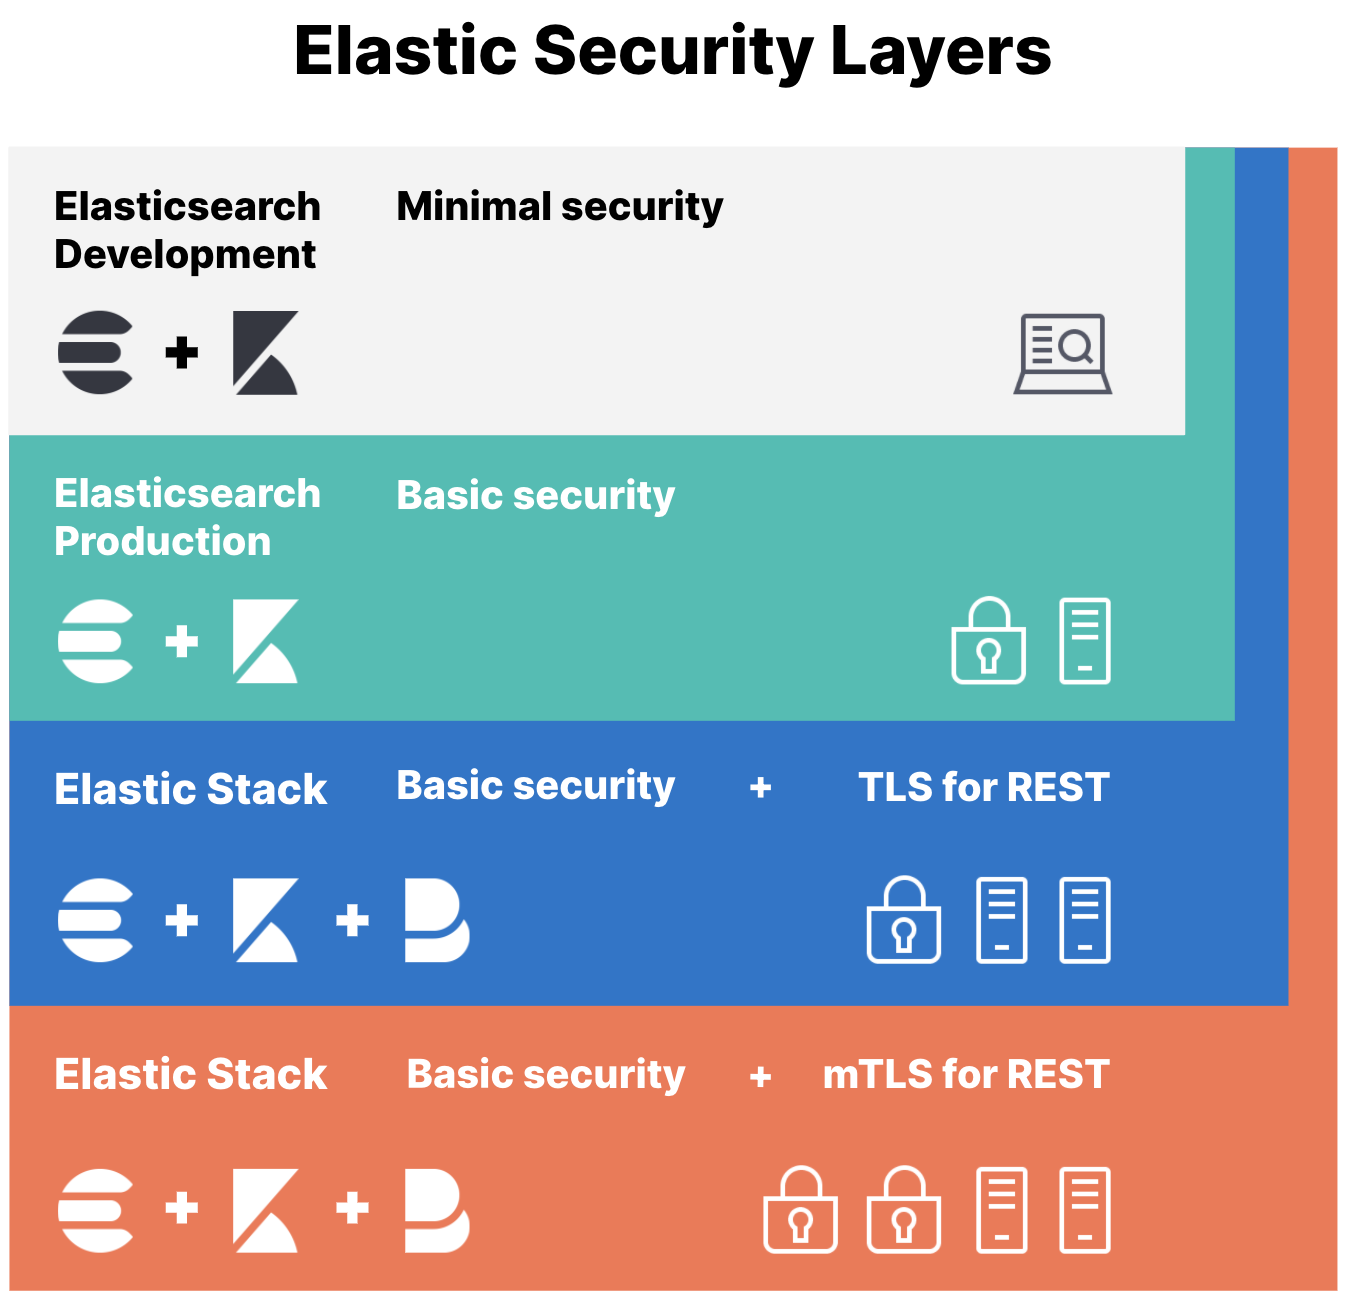 Elastic Security Layers
Elasticsearch
Development
Minimal security
+
Elasticsearch
Production
Basic security
+
Elastic Stack
Basic security + TLS for REST
+ +
Elastic Stack
Basic security + mTLS for REST
+ +